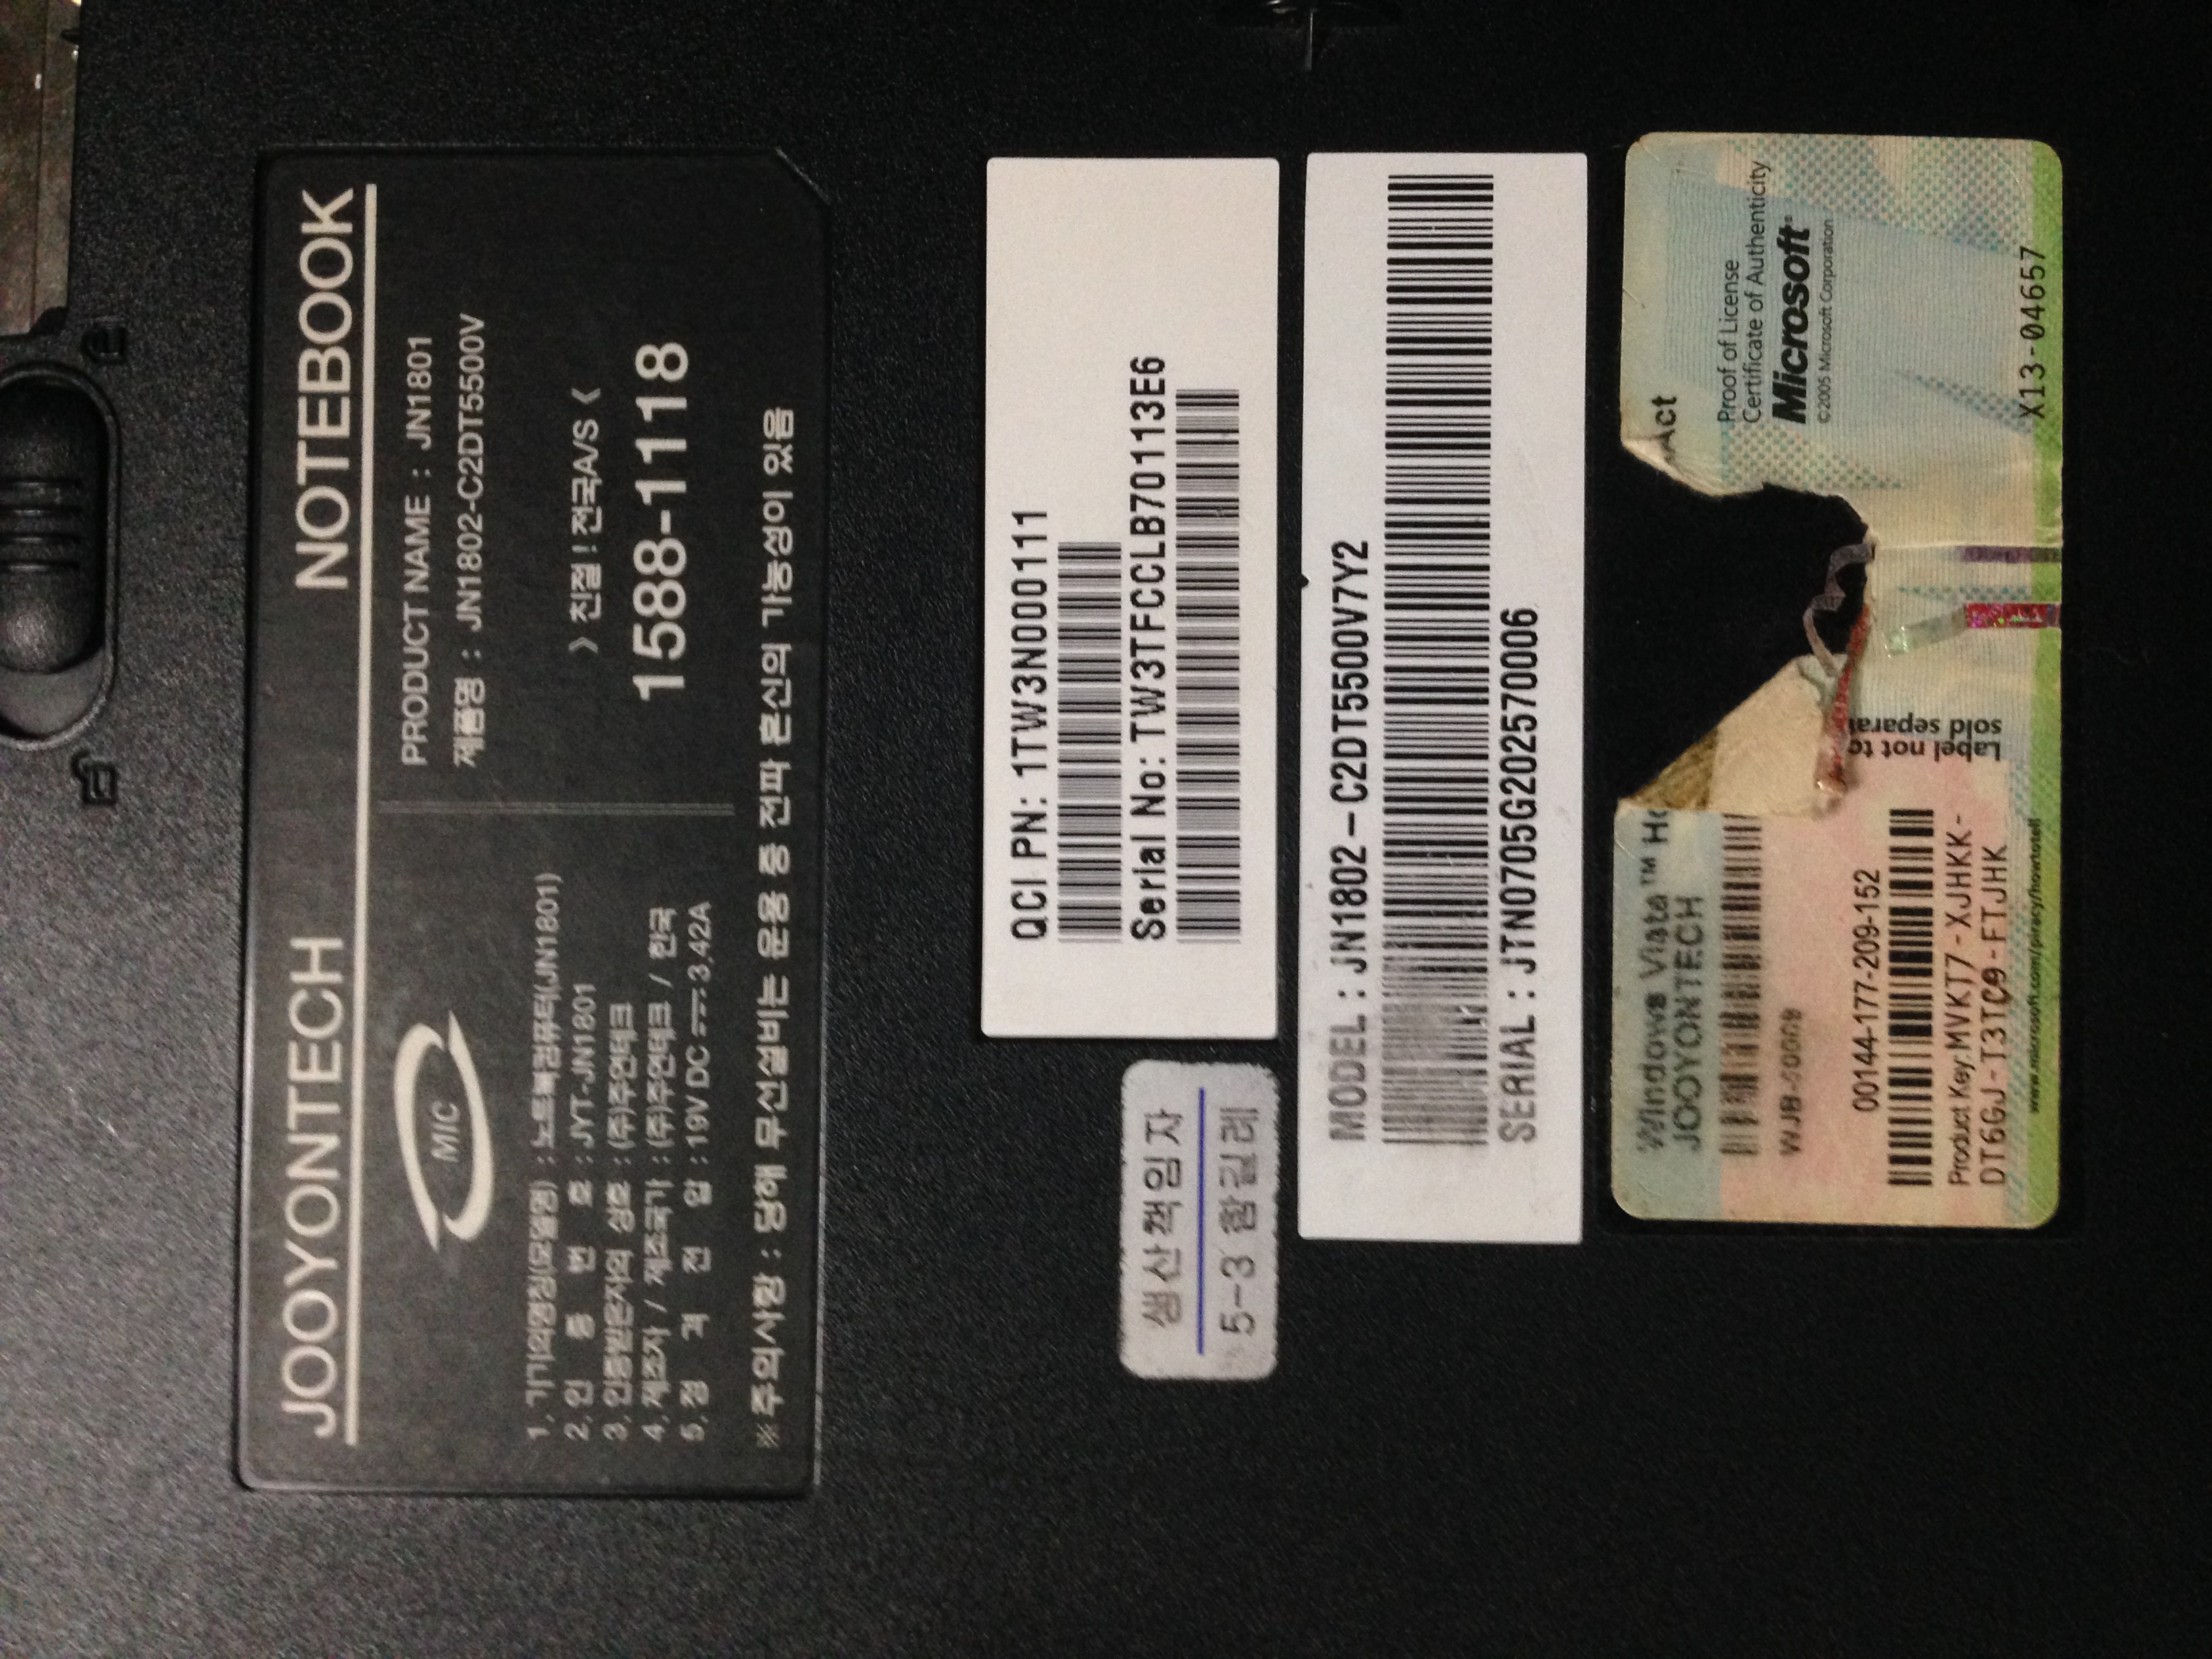 JOOYONTECH NOTEBOOK
MIC
1. 기기의명칭(모델명) : 노트북컴퓨터(JN1801)
2. 인 증 번 호 : JYT-JN1801
3. 인증받은자의 상호 : (주)주연테크
4. 제조자 / 제조국가 : (주)주연테크 / 한국
5. 정 격 전 압 : 19V DC ⎓ 3.42A
PRODUCT NAME : JN1801
제품명 : JN1802-C2DT5500V
》 친절 ! 전국A/S 《
1588-1118
※ 주의사항 : 당해 무선설비는 운용 중 전파 혼신의 가능성이 있음
QCI PN: 1TW3N000111
Serial No: TW3TFCCLB70113E6
생산책임자
5-3 함길례
MODEL : JN1802-C2DT5500V7Y2
SERIAL : JTN0705G202570006
Windows Vista™ Ho
Act
JOOYONTECH
Proof of License
Certificate of Authenticity
Microsoft®
©2005 Microsoft Corporation
00144-177-209-152
Product Key: MVKT7-XJHKK-
DT6GJ-T3TC9-FTJHK
Label not to
sold separat
www.microsoft.com/piracy/howtotell
X13-04657